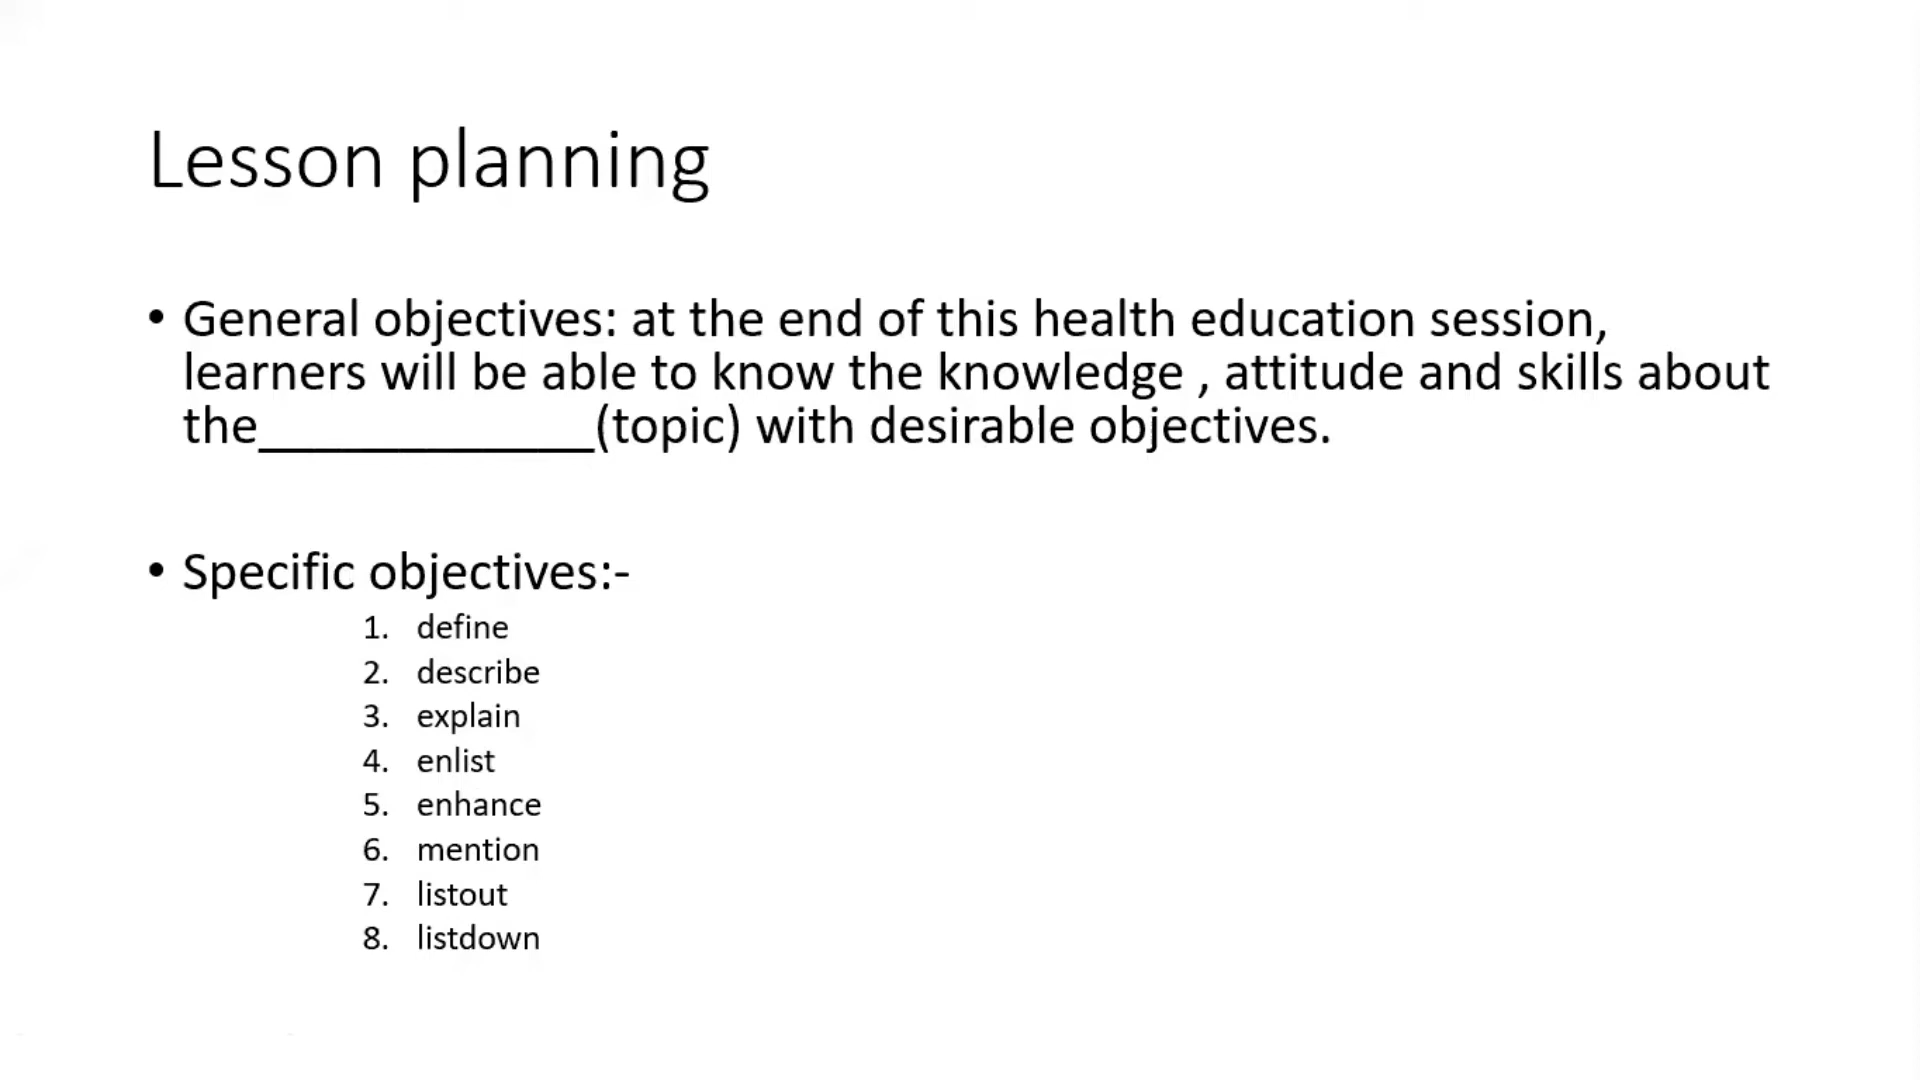 Lesson planning
• General objectives: at the end of this health education session,
learners will be able to know the knowledge , attitude and skills about
the_____________(topic) with desirable objectives.
• Specific objectives:-
1. define
2. describe
3. explain
4. enlist
5. enhance
6. mention
7. listout
8. listdown